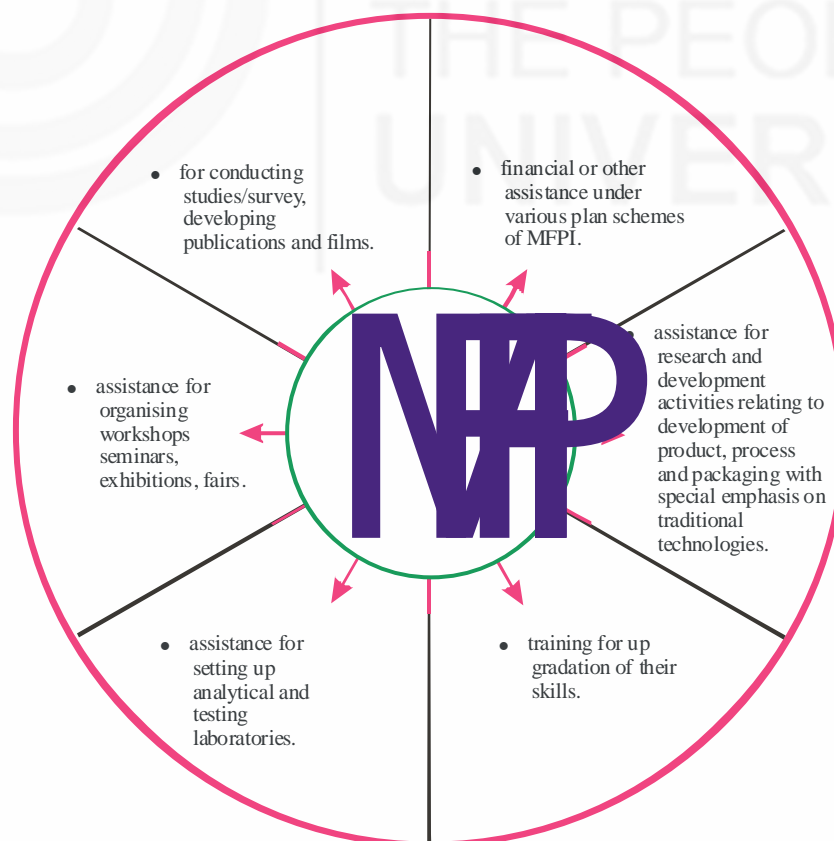 THE PEO
UNIVER
• for conducting
studies/survey,
developing
publications and films.
• financial or other
assistance under
various plan schemes
of MFPI.
• assistance for
research and
development
activities relating to
development of
product, process
and packaging with
special emphasis on
traditional
technologies.
• training for up
gradation of their
skills.
• assistance for
setting up
analytical and
testing
laboratories.
• assistance for
organising
workshops
seminars,
exhibitions, fairs.